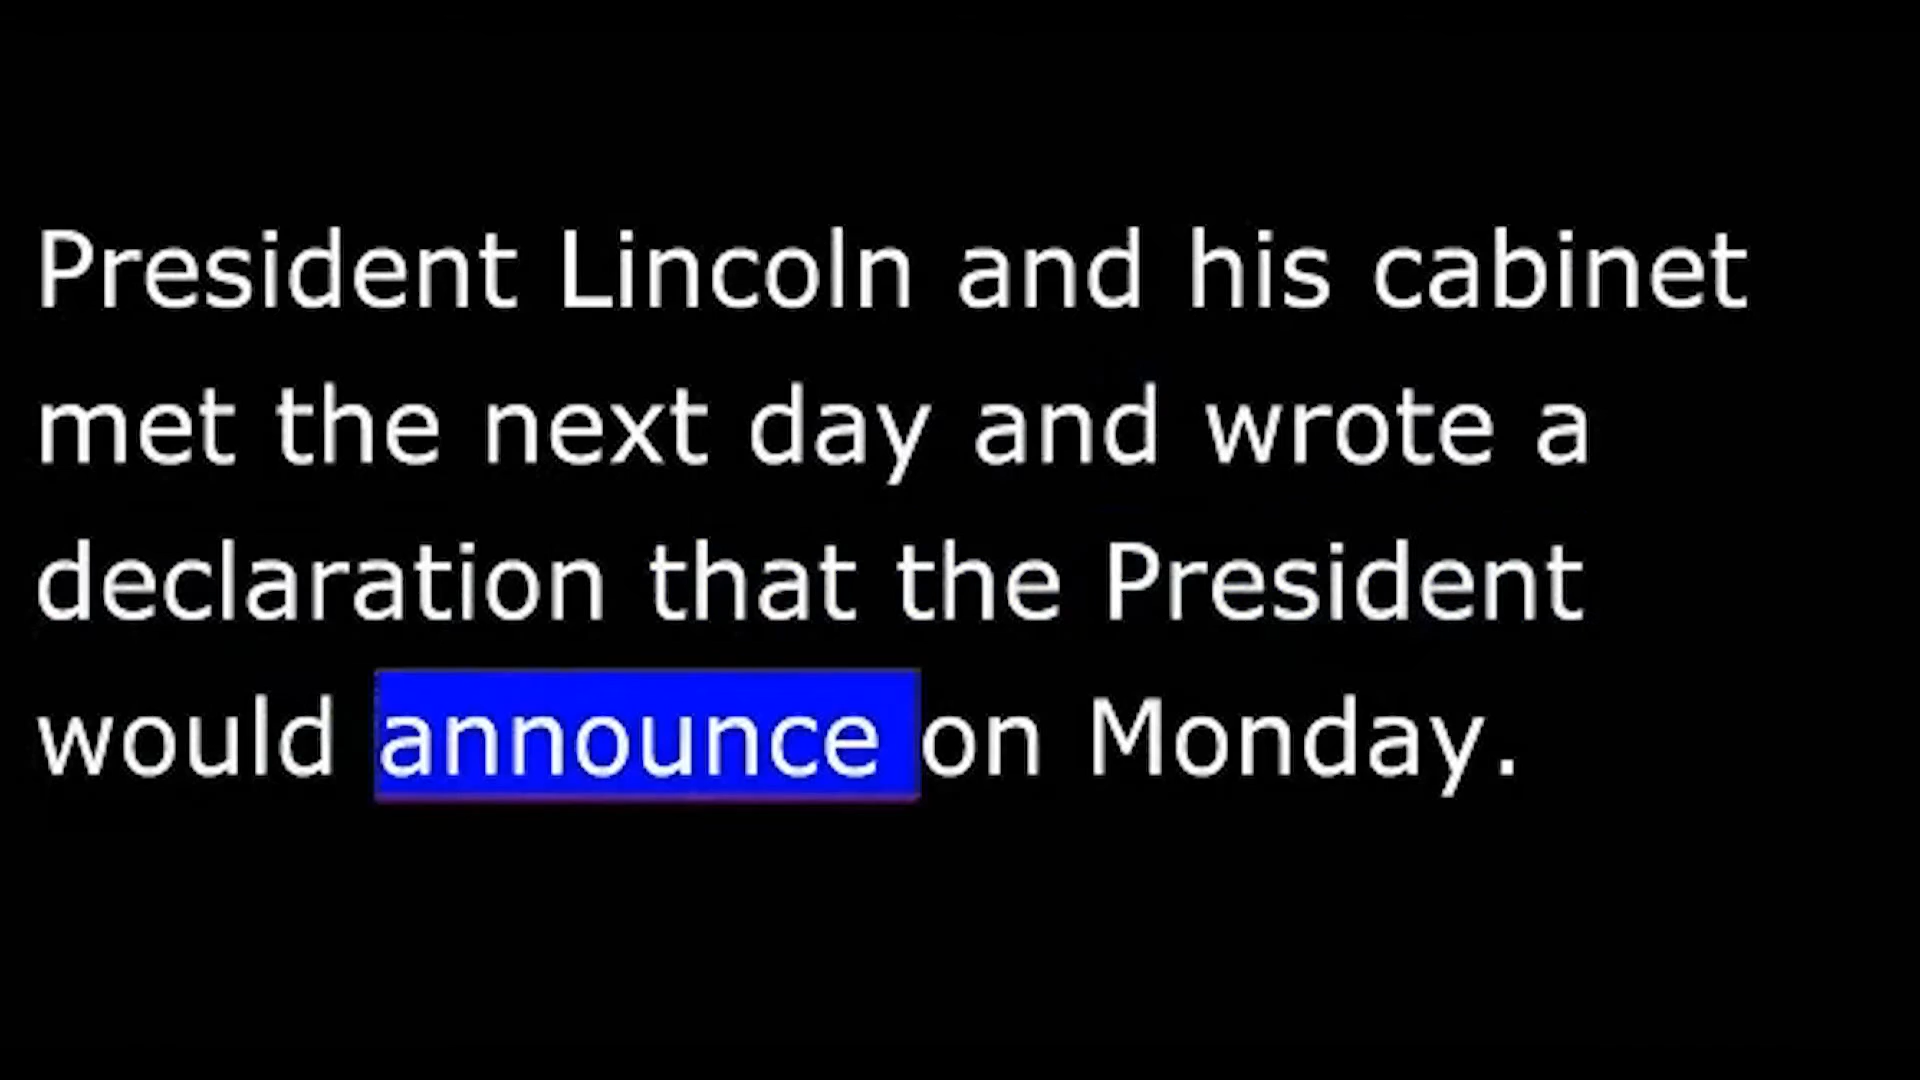 President Lincoln and his cabinet
met the next day and wrote a
declaration that the President
would announce on Monday.